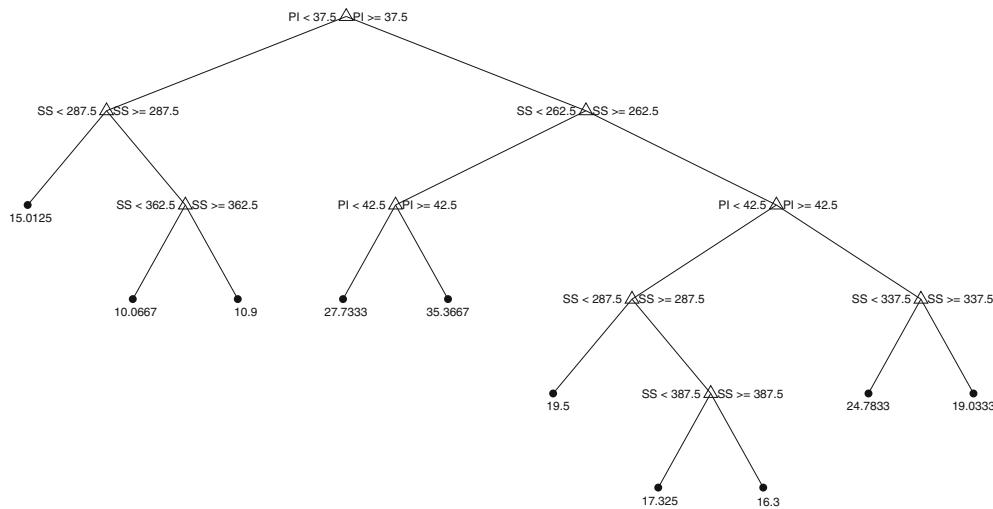 PI < 37.5 PI >= 37.5
SS < 287.5 SS >= 287.5
SS < 262.5 SS >= 262.5
15.0125
SS < 362.5 SS >= 362.5
PI < 42.5 PI >= 42.5
PI < 42.5 PI >= 42.5
10.0667
10.9
27.7333
35.3667
SS < 287.5 SS >= 287.5
SS < 337.5 SS >= 337.5
19.5
SS < 387.5 SS >= 387.5
24.7833
19.0333
17.325
16.3